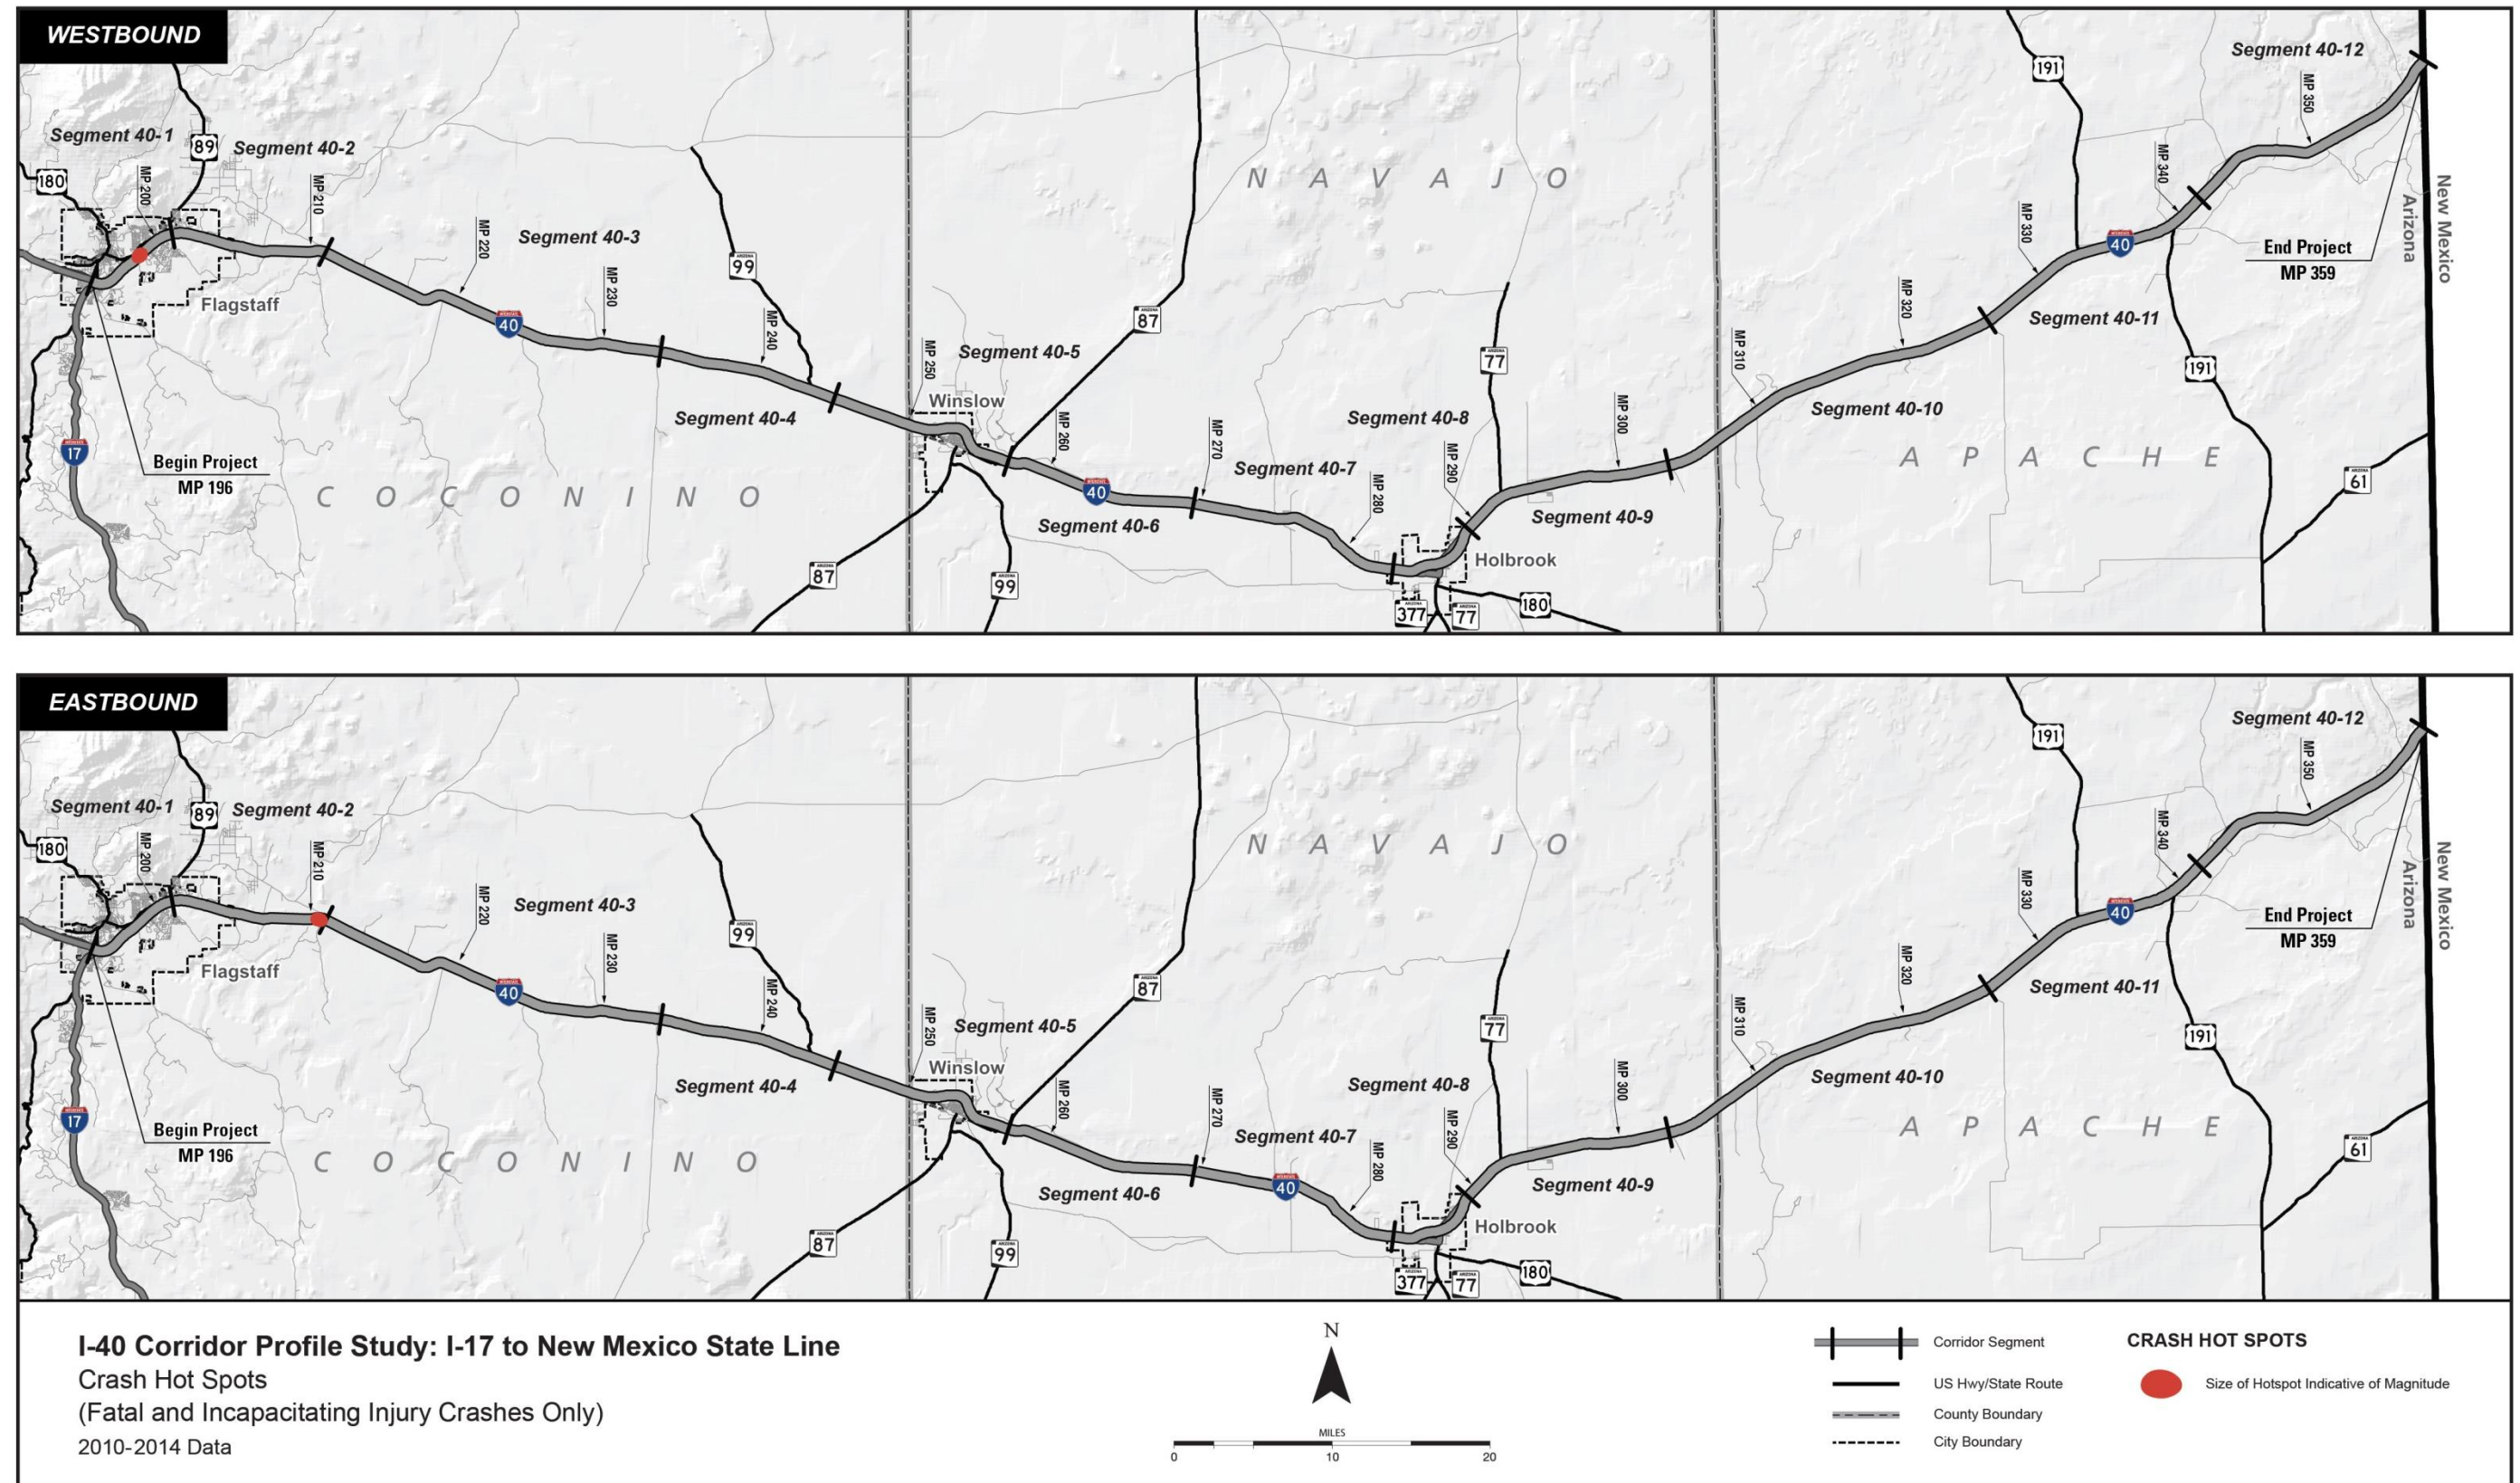 WESTBOUND
Segment 40-12
MP 350
191
Segment 40-1
89
Segment 40-2
180
MP 200
MP 210
MP 340
NAVAJO
New Mexico
Arizona
MP 220
Segment 40-3
MP 330
End Project
MP 359
40
99
MP 230
Flagstaff
40
MP 240
87
MP 320
Segment 40-11
MP 250
Segment 40-5
MP 310
77
191
Winslow
Segment 40-4
MP 260
MP 270
Segment 40-8
MP 300
Segment 40-10
17
Begin Project
MP 196
COCONINO
MP 290
Segment 40-7
APACHE
61
40
MP 280
Segment 40-6
Segment 40-9
Holbrook
87
99
377
77
180
EASTBOUND
Segment 40-12
MP 350
191
Segment 40-1
89
Segment 40-2
180
MP 200
MP 210
MP 340
NAVAJO
New Mexico
Arizona
MP 220
Segment 40-3
MP 330
End Project
MP 359
40
99
MP 230
Flagstaff
40
MP 240
87
MP 320
Segment 40-11
MP 250
Segment 40-5
MP 310
77
191
Winslow
Segment 40-4
MP 260
MP 270
Segment 40-8
MP 300
Segment 40-10
17
Begin Project
MP 196
COCONINO
MP 290
Segment 40-7
APACHE
61
40
MP 280
Segment 40-6
Segment 40-9
Holbrook
87
99
377
77
180
I-40 Corridor Profile Study: I-17 to New Mexico State Line
Crash Hot Spots
(Fatal and Incapacitating Injury Crashes Only)
2010-2014 Data
N
MILES
0 10 20
Corridor Segment
US Hwy/State Route
County Boundary
City Boundary
CRASH HOT SPOTS
Size of Hotspot Indicative of Magnitude